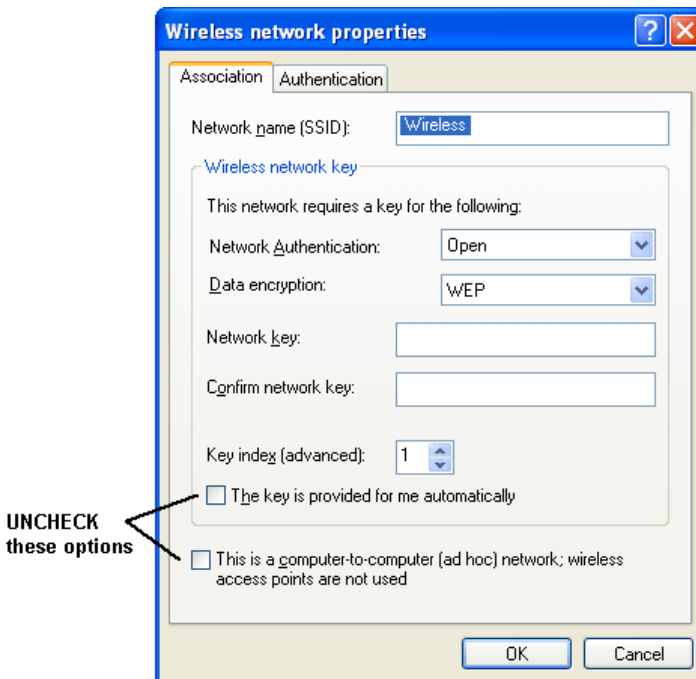 Wireless network properties
Association
Authentication
Network name (SSID):
Wireless
Wireless network key
This network requires a key for the following:
Network Authentication:
Open
Data encryption:
WEP
Network key:
Confirm network key:
Key index (advanced):
1
The key is provided for me automatically
UNCHECK
these options
This is a computer-to-computer (ad hoc) network; wireless
access points are not used
OK
Cancel